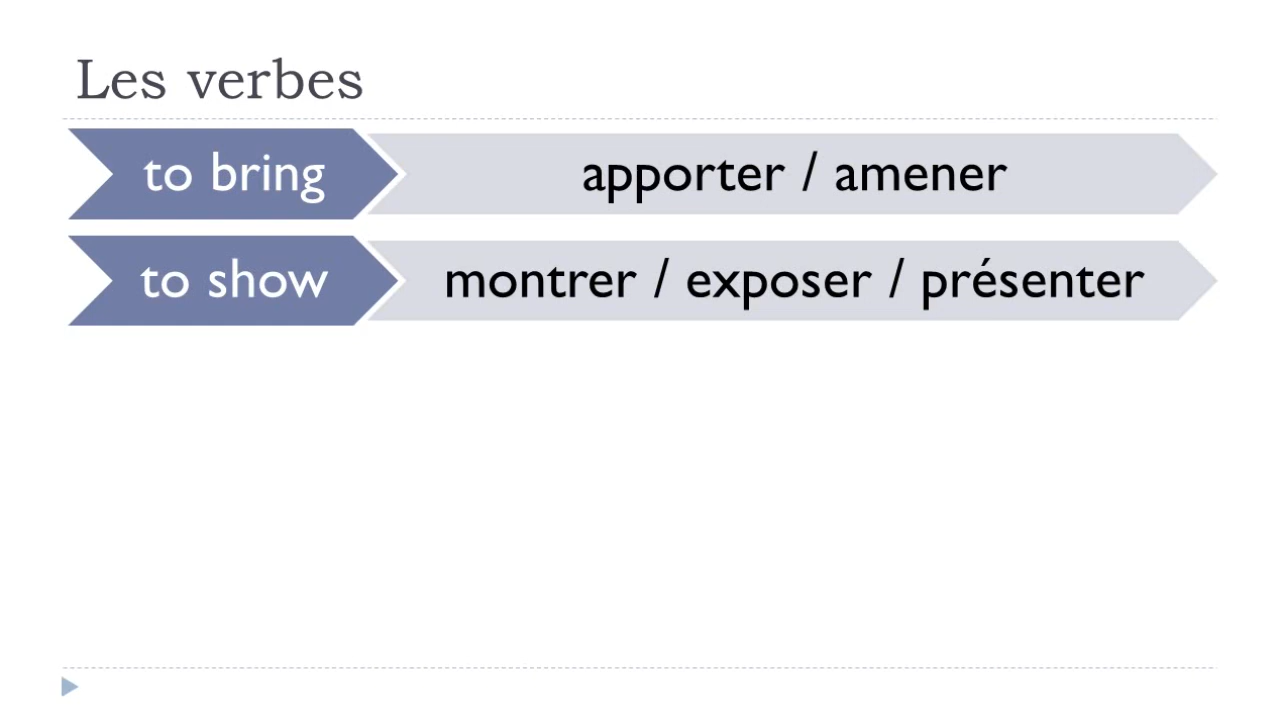 Les verbes
to bring
apporter / amener
to show
montrer / exposer / présenter